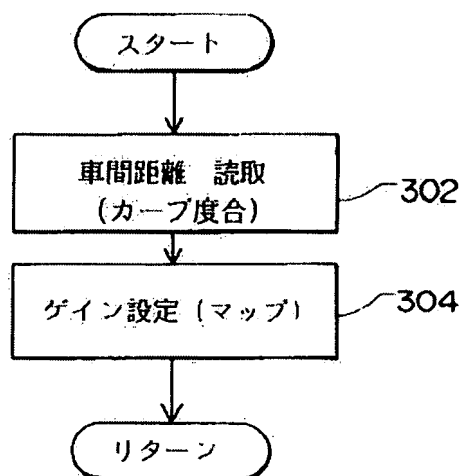 スタート
車間距離 読取
(カーブ度合)
302
ゲイン設定(マップ)
304
リターン